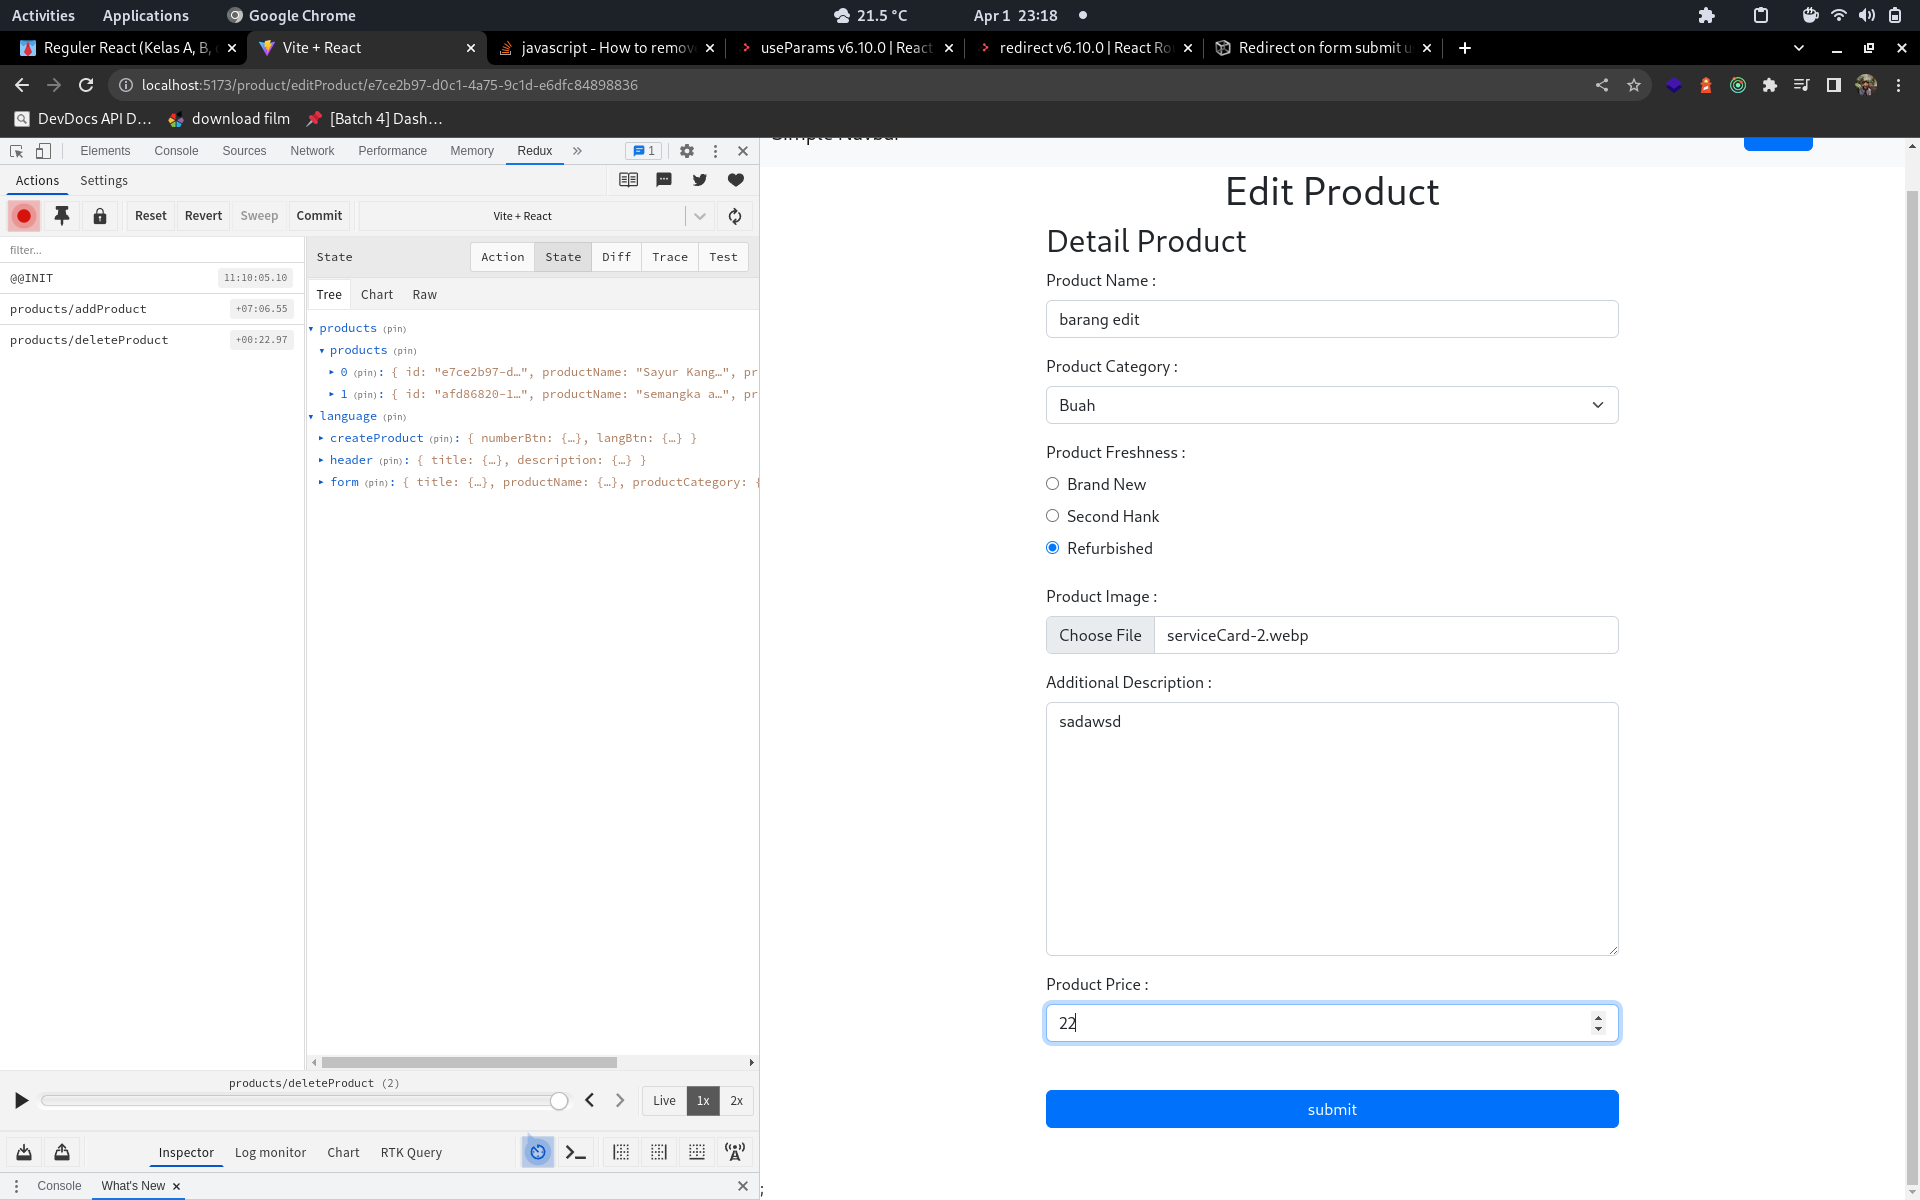 Activities Applications Google Chrome 21.5 °C Apr 1 23:18
Reguler React (Kelas A, B, Vite + React javascript - How to remov useParams v6.10.0 | React redirect v6.10.0 | React Ro Redirect on form submit u
localhost:5173/product/editProduct/e7ce2b97-d0c1-4a75-9c1d-e6dfc84898836
DevDocs API D... download film [Batch 4] Dash...
Elements Console Sources Network Performance Memory Redux 1
Actions Settings
Reset Revert Sweep Commit Vite + React
filter...
@@INIT 11:10:05.10
products/addProduct +07:06.55
products/deleteProduct +00:22.97
State Action State Diff Trace Test
Tree Chart Raw
products (pin)
products (pin)
0 (pin): { id: "e7ce2b97-d…", productName: "Sayur Kang…", pr
1 (pin): { id: "afd86820-1…", productName: "semangka a…", pr
language (pin)
createProduct (pin): { numberBtn: {…}, langBtn: {…} }
header (pin): { title: {…}, description: {…} }
form (pin): { title: {…}, productName: {…}, productCategory: {
products/deleteProduct (2)
Live 1x 2x
Inspector Log monitor Chart RTK Query
Console What's New
Simple Navbar
Edit Product
Detail Product
Product Name :
barang edit
Product Category :
Buah
Product Freshness :
Brand New
Second Hank
Refurbished
Product Image :
Choose File serviceCard-2.webp
Additional Description :
sadawsd
Product Price :
22
submit
;